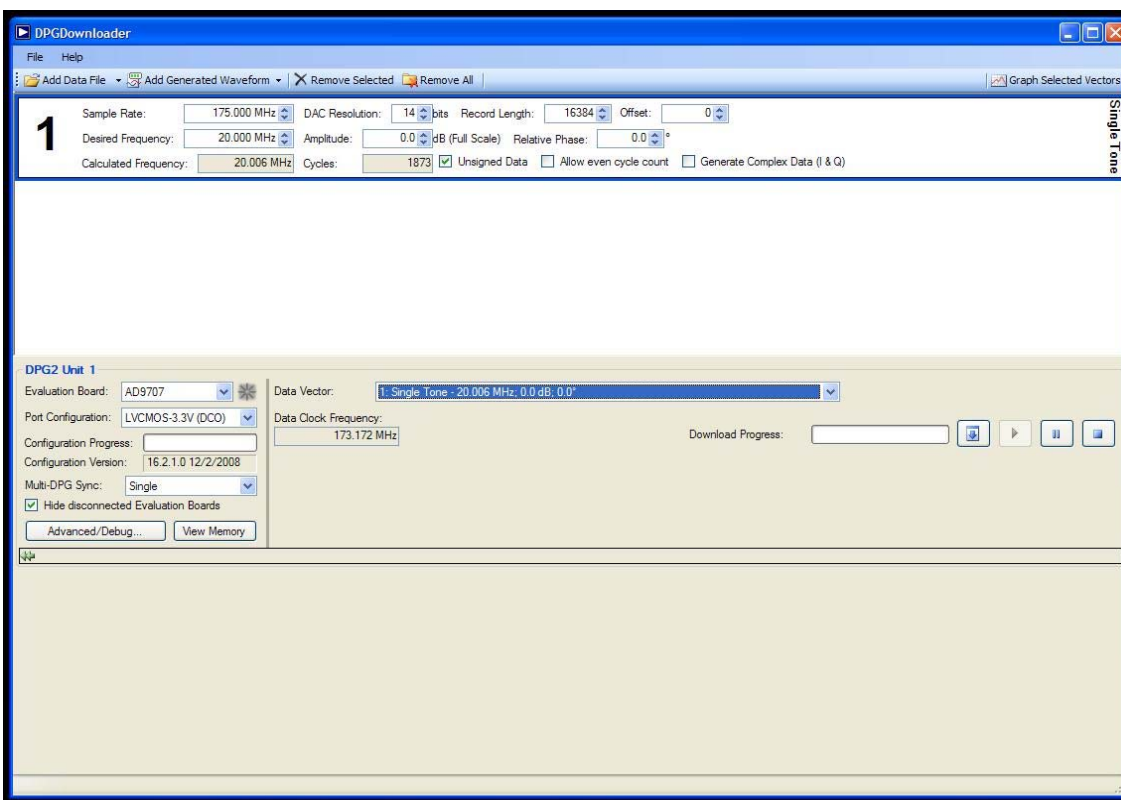 DPGDownloader
File Help
Add Data File Add Generated Waveform Remove Selected Remove All Graph Selected Vectors
1
Sample Rate: 175.000 MHz DAC Resolution: 14 bits Record Length: 16384 Offset: 0
Desired Frequency: 20.000 MHz Amplitude: 0.0 dB (Full Scale) Relative Phase: 0.0 °
Calculated Frequency: 20.006 MHz Cycles: 1873 Unsigned Data Allow even cycle count Generate Complex Data (I & Q)
Single Tone
DPG2 Unit 1
Evaluation Board: AD9707
Port Configuration: LVCMOS-3.3V (DCO)
Configuration Progress:
Configuration Version: 16.2.1.0 12/2/2008
Multi-DPG Sync: Single
Hide disconnected Evaluation Boards
Advanced/Debug... View Memory
Data Vector: 1: Single Tone - 20.006 MHz; 0.0 dB; 0.0°
Data Clock Frequency:
173.172 MHz
Download Progress: